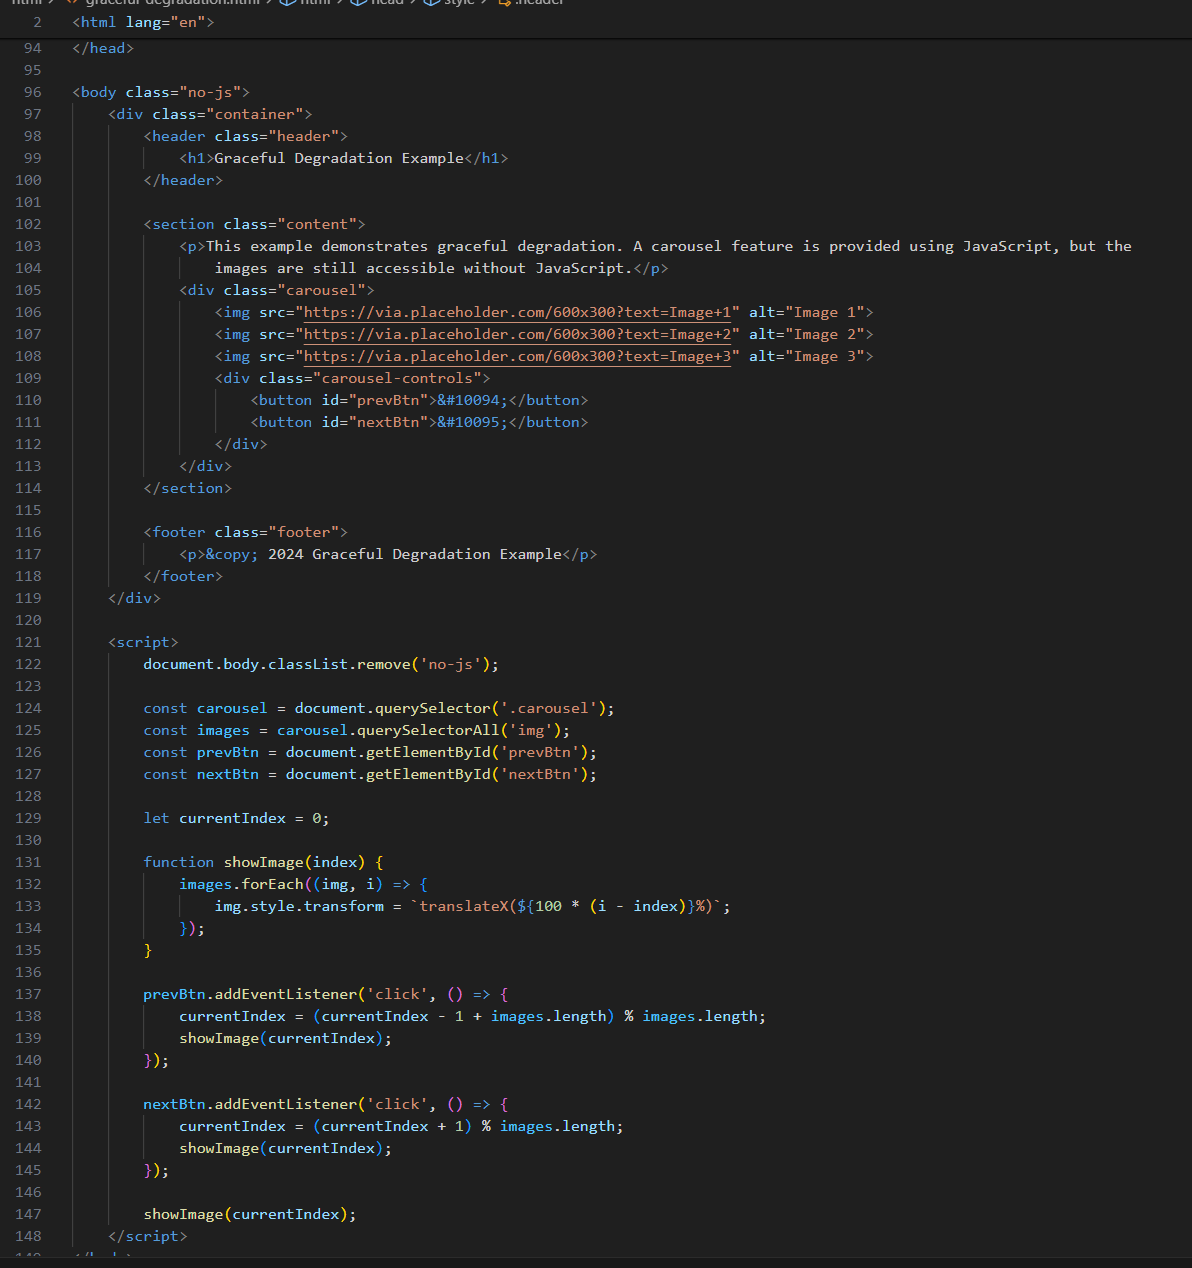 html > <> graceful degradation.html > html > head > style > .header
2 <html lang="en">
94 </head>
95
96 <body class="no-js">
97 <div class="container">
98 <header class="header">
99 <h1>Graceful Degradation Example</h1>
100 </header>
101
102 <section class="content">
103 <p>This example demonstrates graceful degradation. A carousel feature is provided using JavaScript, but the
104 images are still accessible without JavaScript.</p>
105 <div class="carousel">
106 <img src="https://via.placeholder.com/600x300?text=Image+1" alt="Image 1">
107 <img src="https://via.placeholder.com/600x300?text=Image+2" alt="Image 2">
108 <img src="https://via.placeholder.com/600x300?text=Image+3" alt="Image 3">
109 <div class="carousel-controls">
110 <button id="prevBtn">&#10094;</button>
111 <button id="nextBtn">&#10095;</button>
112 </div>
113 </div>
114 </section>
115
116 <footer class="footer">
117 <p>&copy; 2024 Graceful Degradation Example</p>
118 </footer>
119 </div>
120
121 <script>
122 document.body.classList.remove('no-js');
123
124 const carousel = document.querySelector('.carousel');
125 const images = carousel.querySelectorAll('img');
126 const prevBtn = document.getElementById('prevBtn');
127 const nextBtn = document.getElementById('nextBtn');
128
129 let currentIndex = 0;
130
131 function showImage(index) {
132 images.forEach((img, i) => {
133 img.style.transform = `translateX(${100 * (i - index)}%)`;
134 });
135 }
136
137 prevBtn.addEventListener('click', () => {
138 currentIndex = (currentIndex - 1 + images.length) % images.length;
139 showImage(currentIndex);
140 });
141
142 nextBtn.addEventListener('click', () => {
143 currentIndex = (currentIndex + 1) % images.length;
144 showImage(currentIndex);
145 });
146
147 showImage(currentIndex);
148 </script>